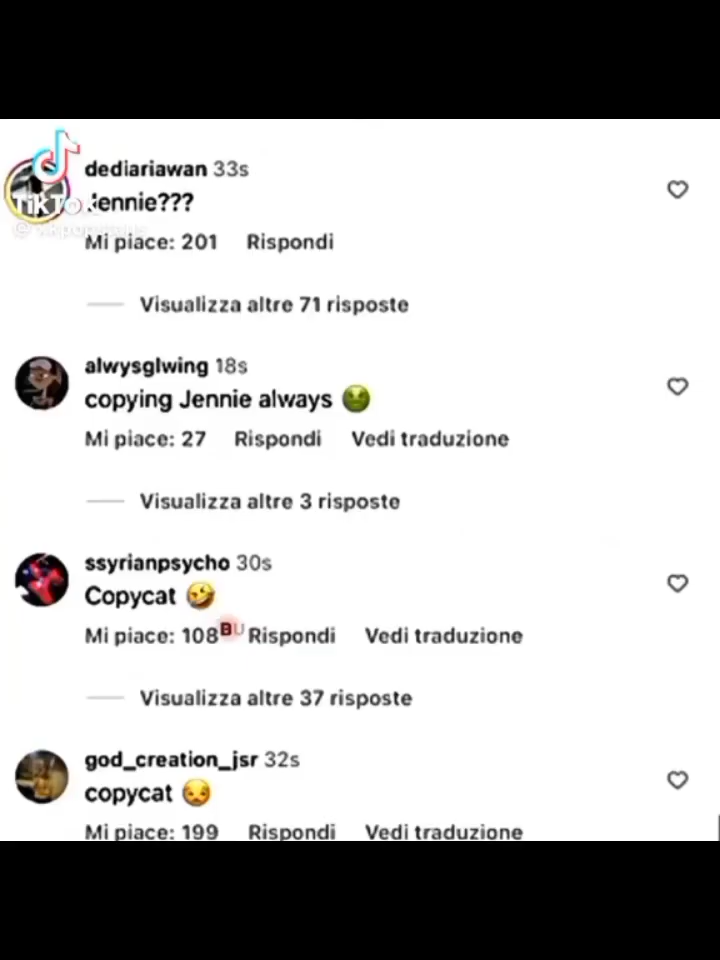 dediariawan 33s
TikTok
Jennie???
Mi piace: 201 Rispondi
Visualizza altre 71 risposte
alwysglwing 18s
copying Jennie always 🤢
Mi piace: 27 Rispondi Vedi traduzione
Visualizza altre 3 risposte
ssyrianpsycho 30s
Copycat 🤣
Mi piace: 108 BU Rispondi Vedi traduzione
Visualizza altre 37 risposte
god_creation_jsr 32s
copycat 😒
Mi piace: 199 Rispondi Vedi traduzione